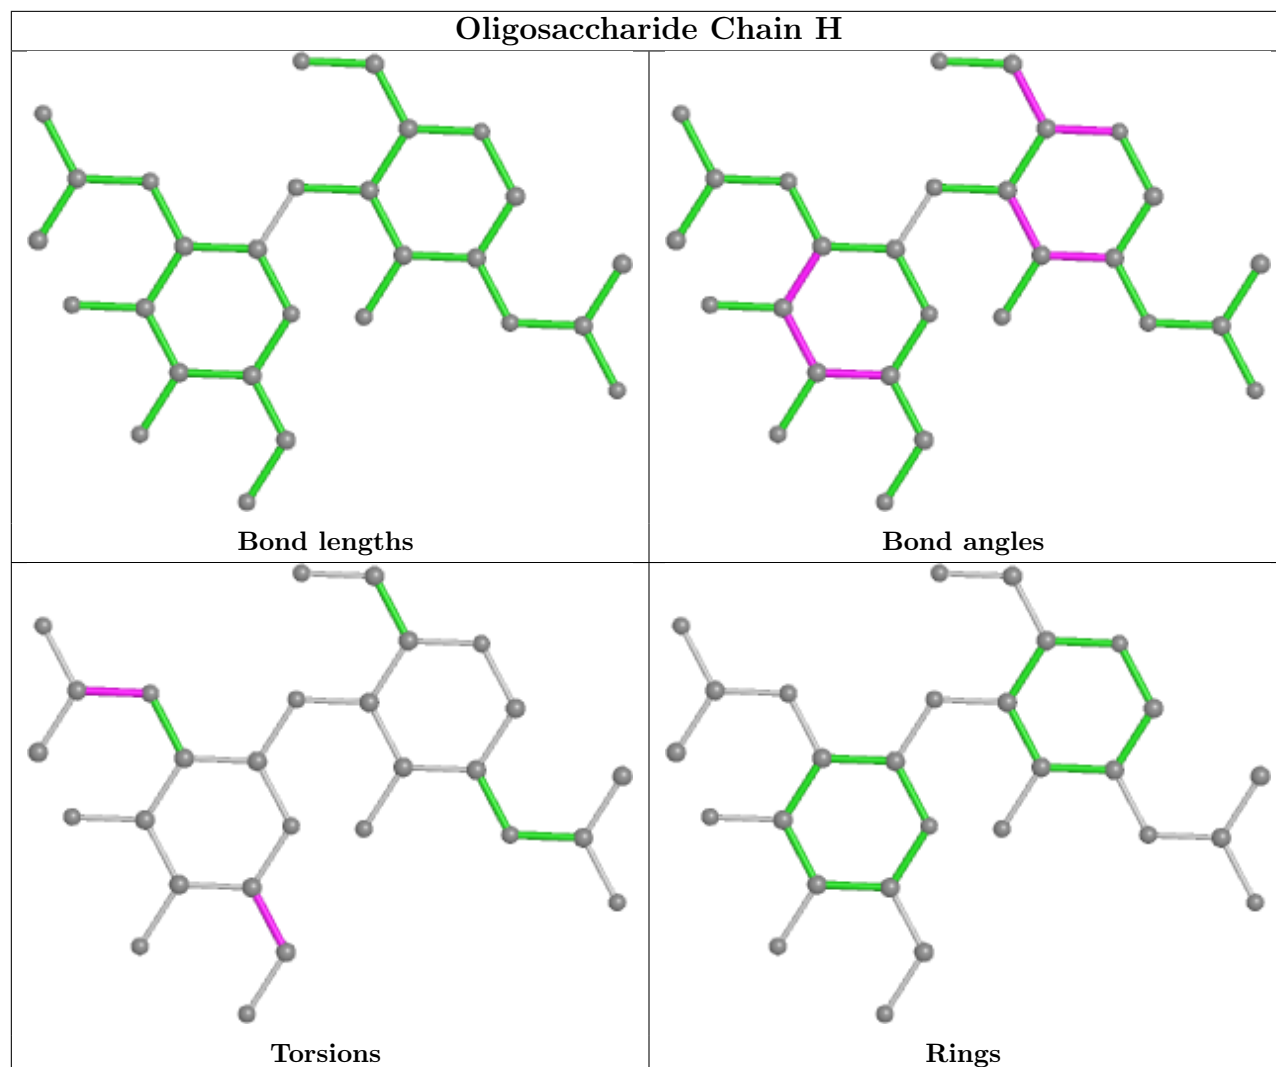 Oligosaccharide Chain H
Bond lengths
Bond angles
Torsions
Rings